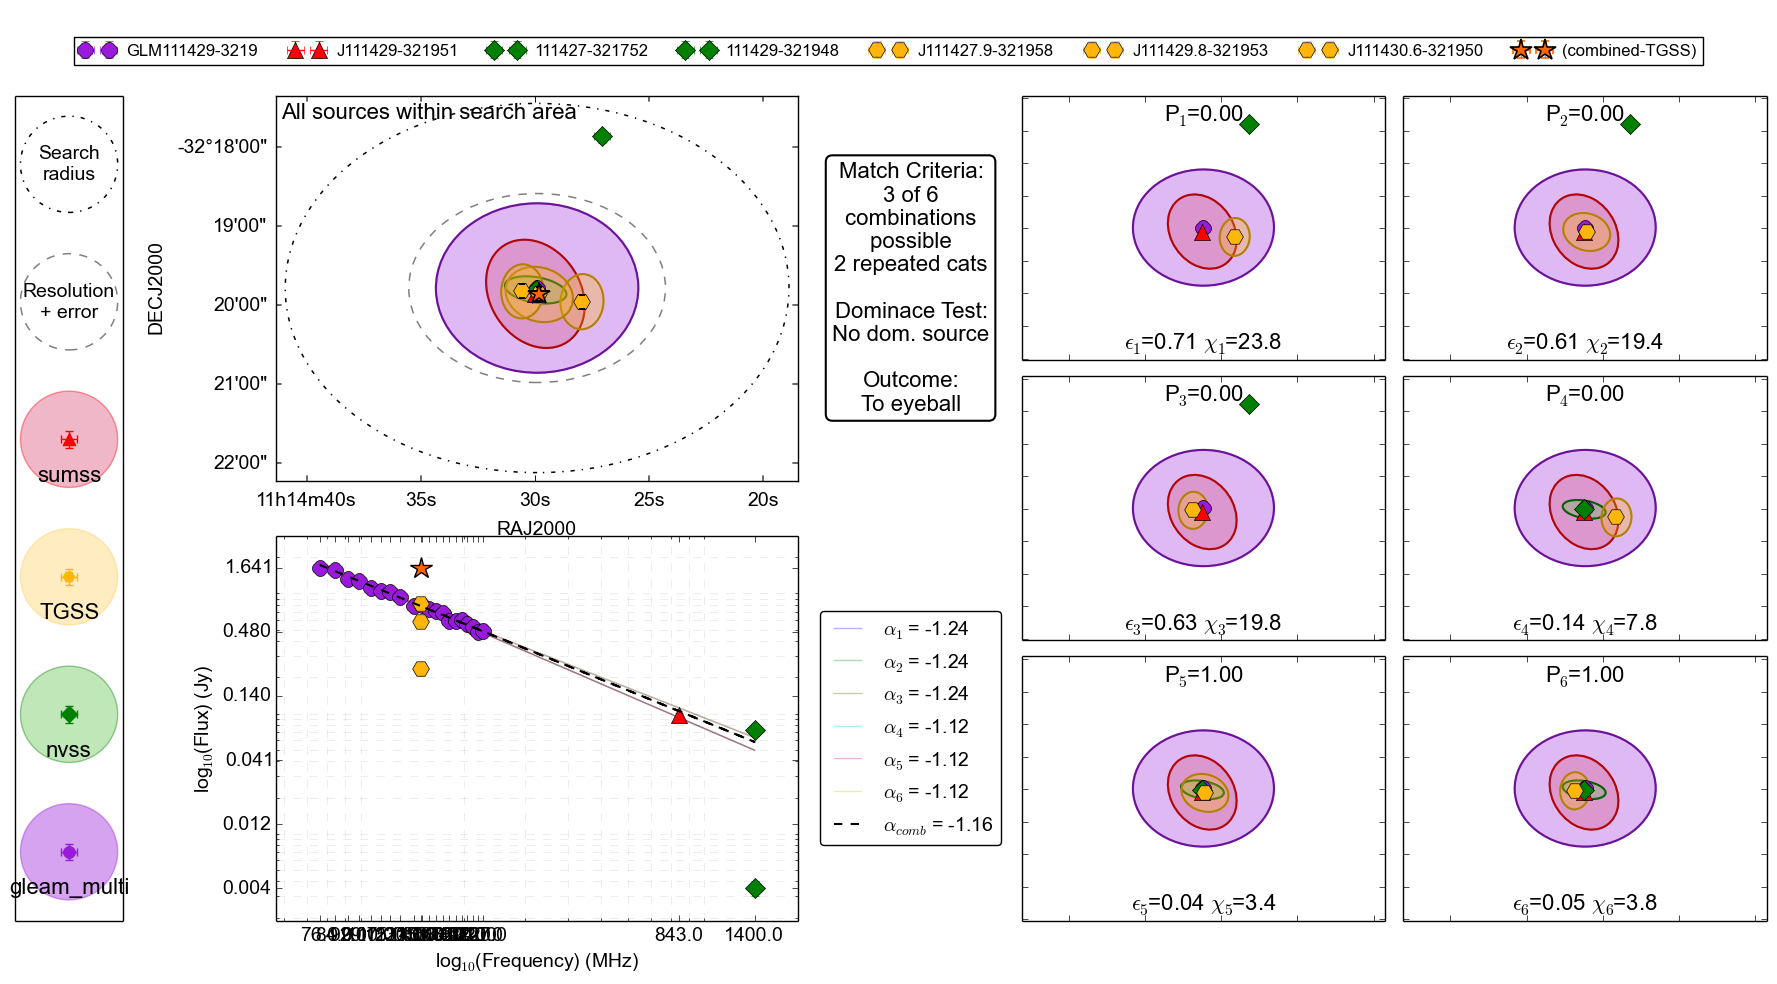 GLM111429-3219 J111429-321951 111427-321752 111429-321948 J111427.9-321958 J111429.8-321953 J111430.6-321950 (combined-TGSS)
Search
radius
Resolution
+ error
sumss
TGSS
nvss
gleam_multi
All sources within search area
DECJ2000
-32°18'00"
19'00"
20'00"
21'00"
22'00"
11h14m40s 35s 30s 25s 20s
RAJ2000
Match Criteria:
3 of 6
combinations
possible
2 repeated cats
Dominace Test:
No dom. source
Outcome:
To eyeball
log10(Flux) (Jy)
1.641
0.480
0.140
0.041
0.012
0.004
843.0 1400.0
log10(Frequency) (MHz)
α1 = -1.24
α2 = -1.24
α3 = -1.24
α4 = -1.12
α5 = -1.12
α6 = -1.12
αcomb = -1.16
P1=0.00
ϵ1=0.71 χ1=23.8
P2=0.00
ϵ2=0.61 χ2=19.4
P3=0.00
ϵ3=0.63 χ3=19.8
P4=0.00
ϵ4=0.14 χ4=7.8
P5=1.00
ϵ5=0.04 χ5=3.4
P6=1.00
ϵ6=0.05 χ6=3.8